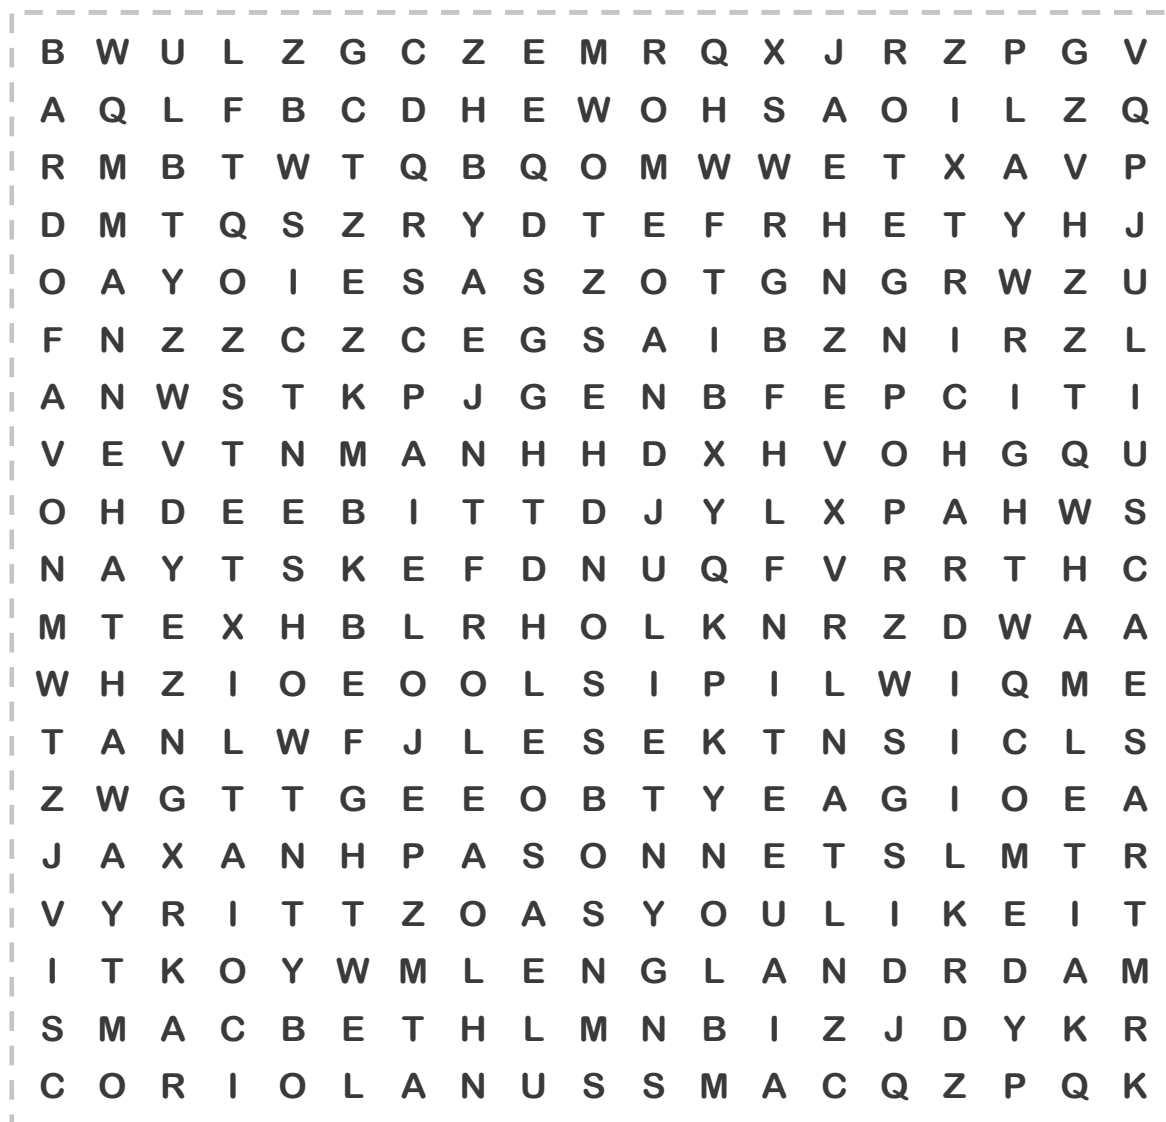 B W U L Z G C Z E M R Q X J R Z P G V
A Q L F B C D H E W O H S A O I L Z Q
R M B T W T Q B Q O M W W E T X A V P
D M T Q S Z R Y D T E F R H E T Y H J
O A Y O I E S A S Z O T G N G R W Z U
F N Z Z C Z C E G S A I B Z N I R Z L
A N W S T K P J G E N B F E P C I T I
V E V T N M A N H H D X H V O H G Q U
O H D E E B I T T D J Y L X P A H W S
N A Y T S K E F D N U Q F V R R T H C
M T E X H B L R H O L K N R Z D W A A
W H Z I O E O O L S I P I L W I Q M E
T A N L W F J L E S E K T N S I C L S
Z W G T T G E E O B T Y E A G I O E A
J A X A N H P A S O N N E T S L M T R
V Y R I T T Z O A S Y O U L I K E I T
I T K O Y W M L E N G L A N D R D A M
S M A C B E T H L M N B I Z J D Y K R
C O R I O L A N U S S M A C Q Z P Q K